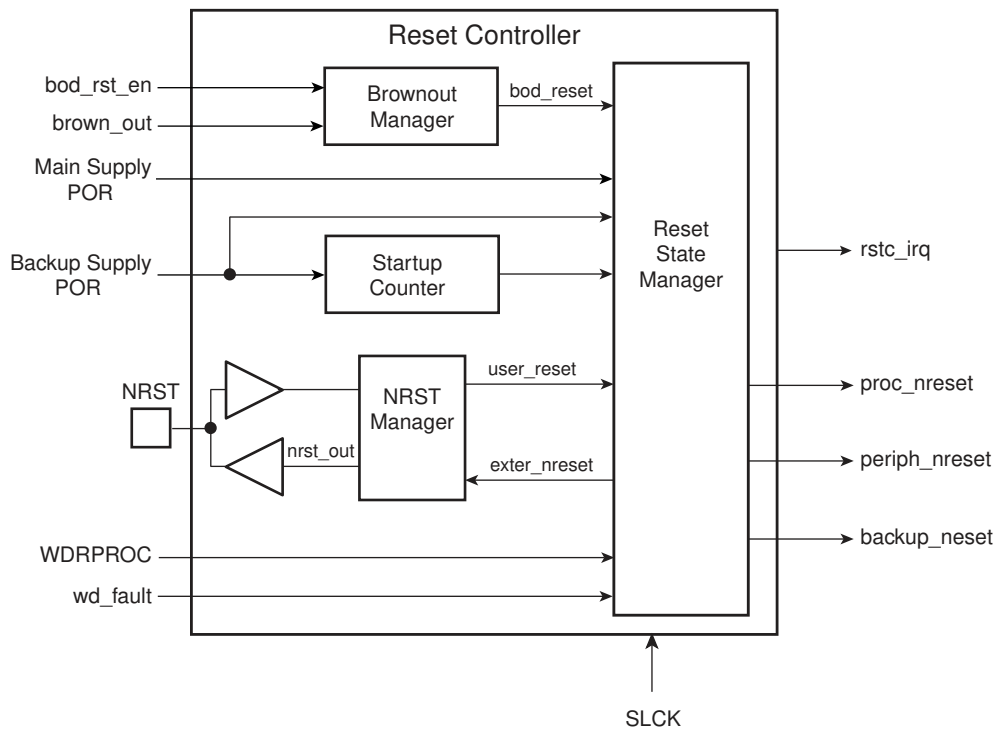 Reset Controller
bod_rst_en
brown_out
Brownout
Manager
bod_reset
Main Supply
POR
Backup Supply
POR
Startup
Counter
Reset
State
Manager
rstc_irq
NRST
NRST
Manager
user_reset
nrst_out
exter_nreset
proc_nreset
periph_nreset
backup_neset
WDRPROC
wd_fault
SLCK